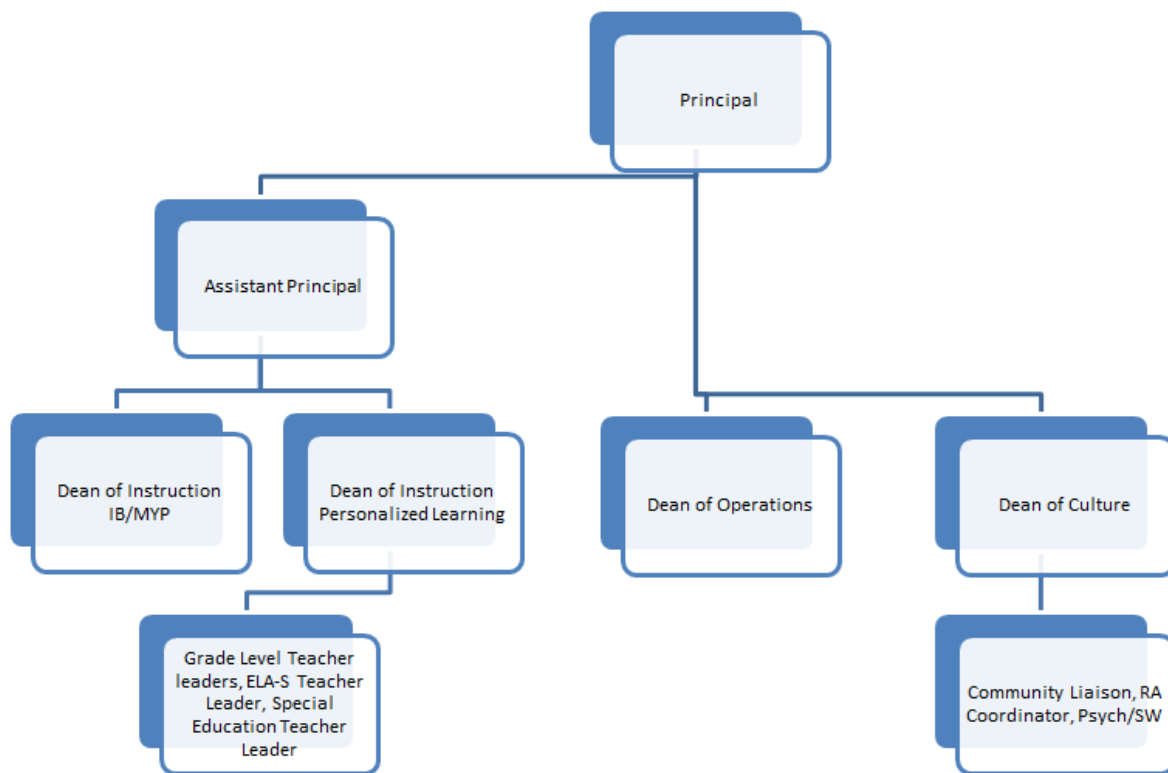 Principal
Assistant Principal
Dean of Instruction
IB/MYP
Dean of Instruction
Personalized Learning
Dean of Operations
Dean of Culture
Grade Level Teacher
leaders, ELA-S Teacher
Leader, Special
Education Teacher
Leader
Community Liaison, RA
Coordinator, Psych/SW